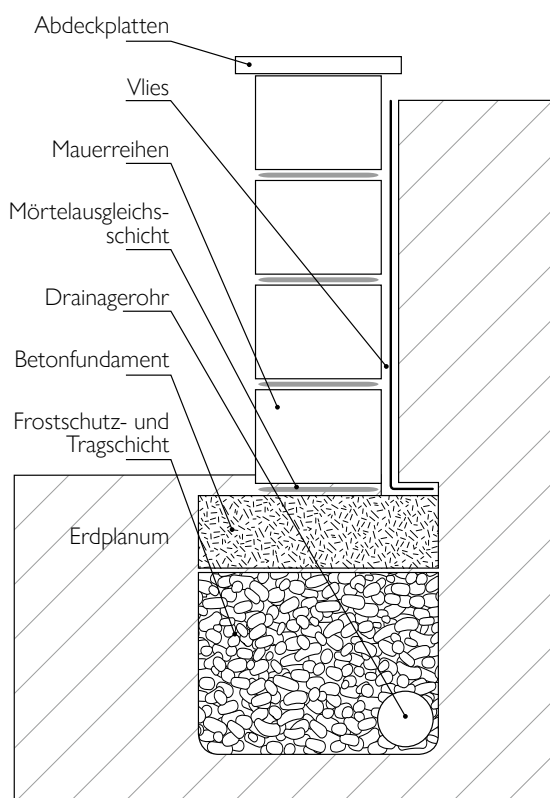 Abdeckplatten
Vlies
Mauerreihen
Mörtelausgleichs-
schicht
Drainagerohr
Betonfundament
Frostschutz- und
Tragschicht
Erdplanum